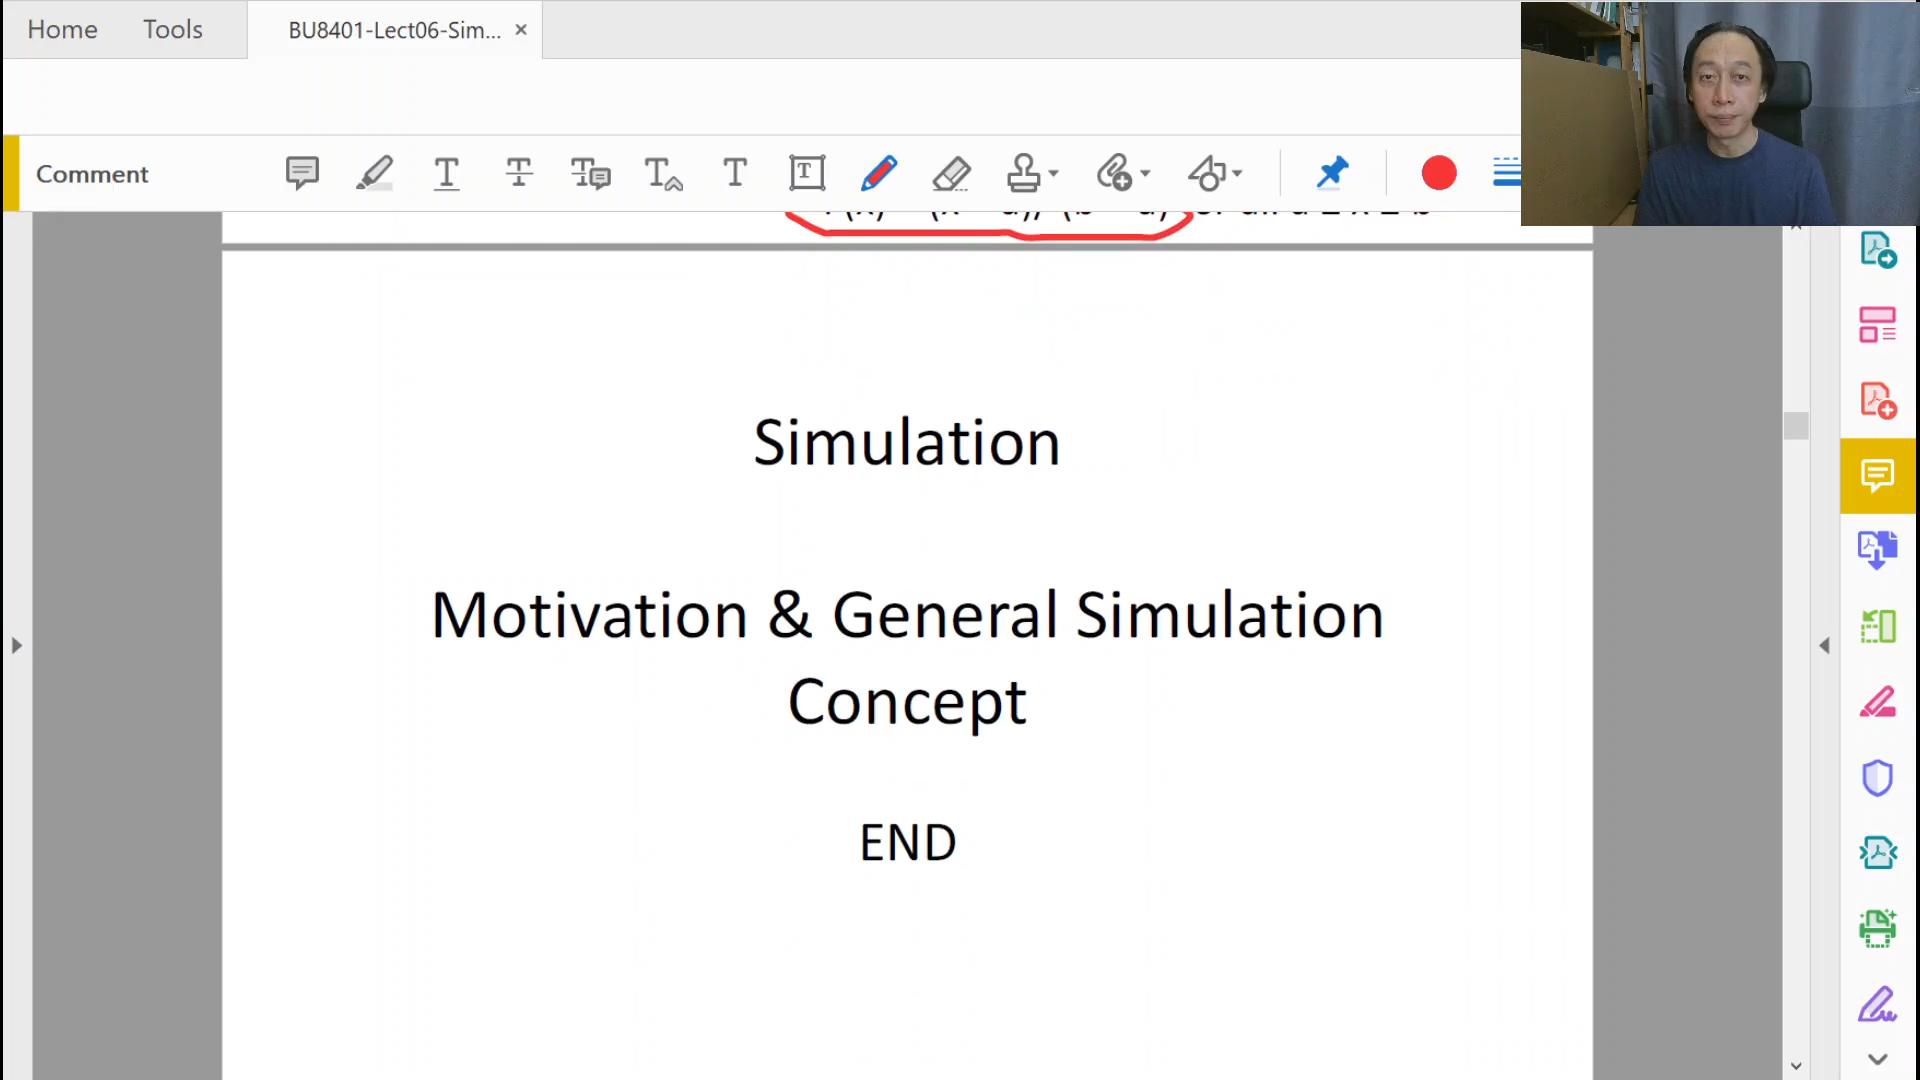 Home
Tools
BU8401-Lect06-Sim...
Comment
Simulation
Motivation & General Simulation
Concept
END